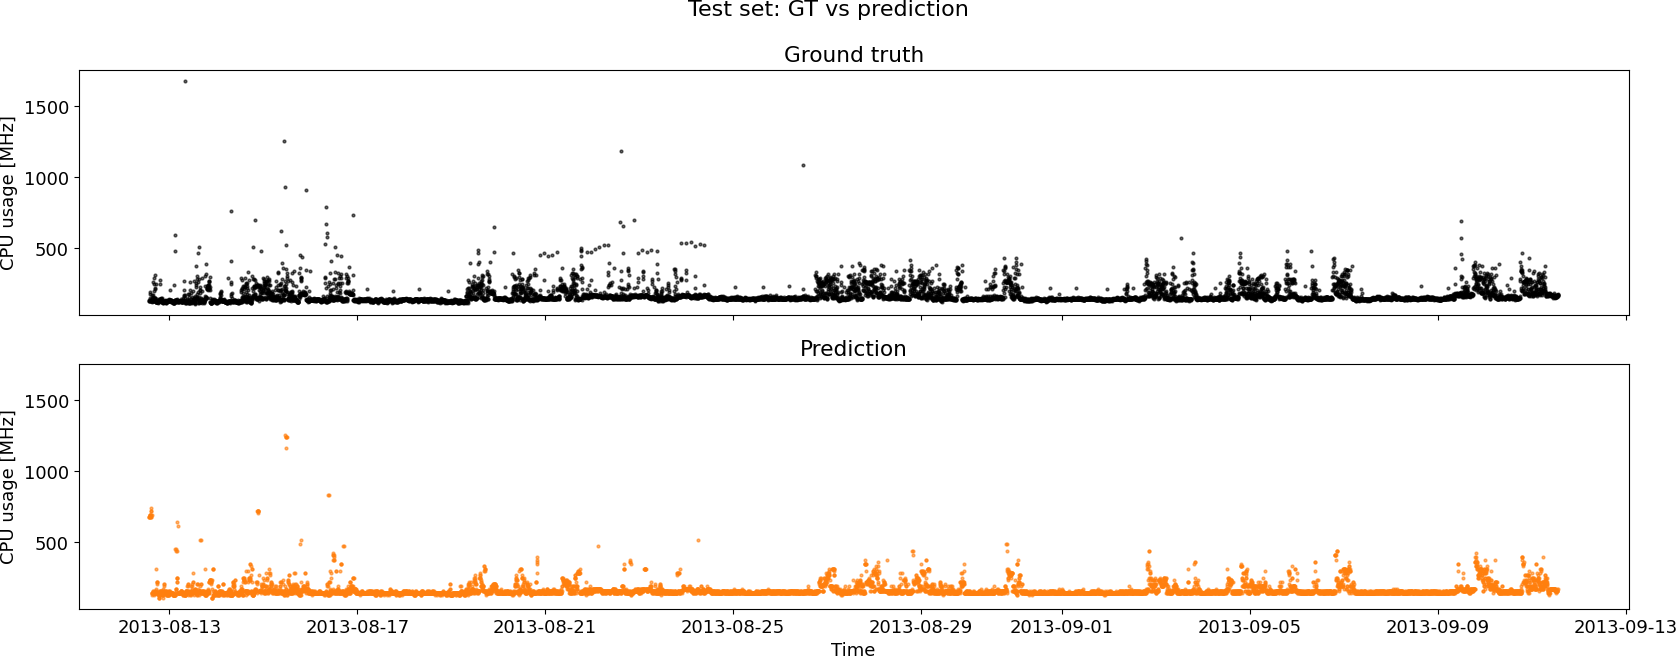 Test set: GT vs prediction
Ground truth
1500
1000
500
CPU usage [MHz]
Prediction
1500
1000
500
CPU usage [MHz]
2013-08-13 2013-08-17 2013-08-21 2013-08-25 2013-08-29 2013-09-01 2013-09-05 2013-09-09 2013-09-13
Time